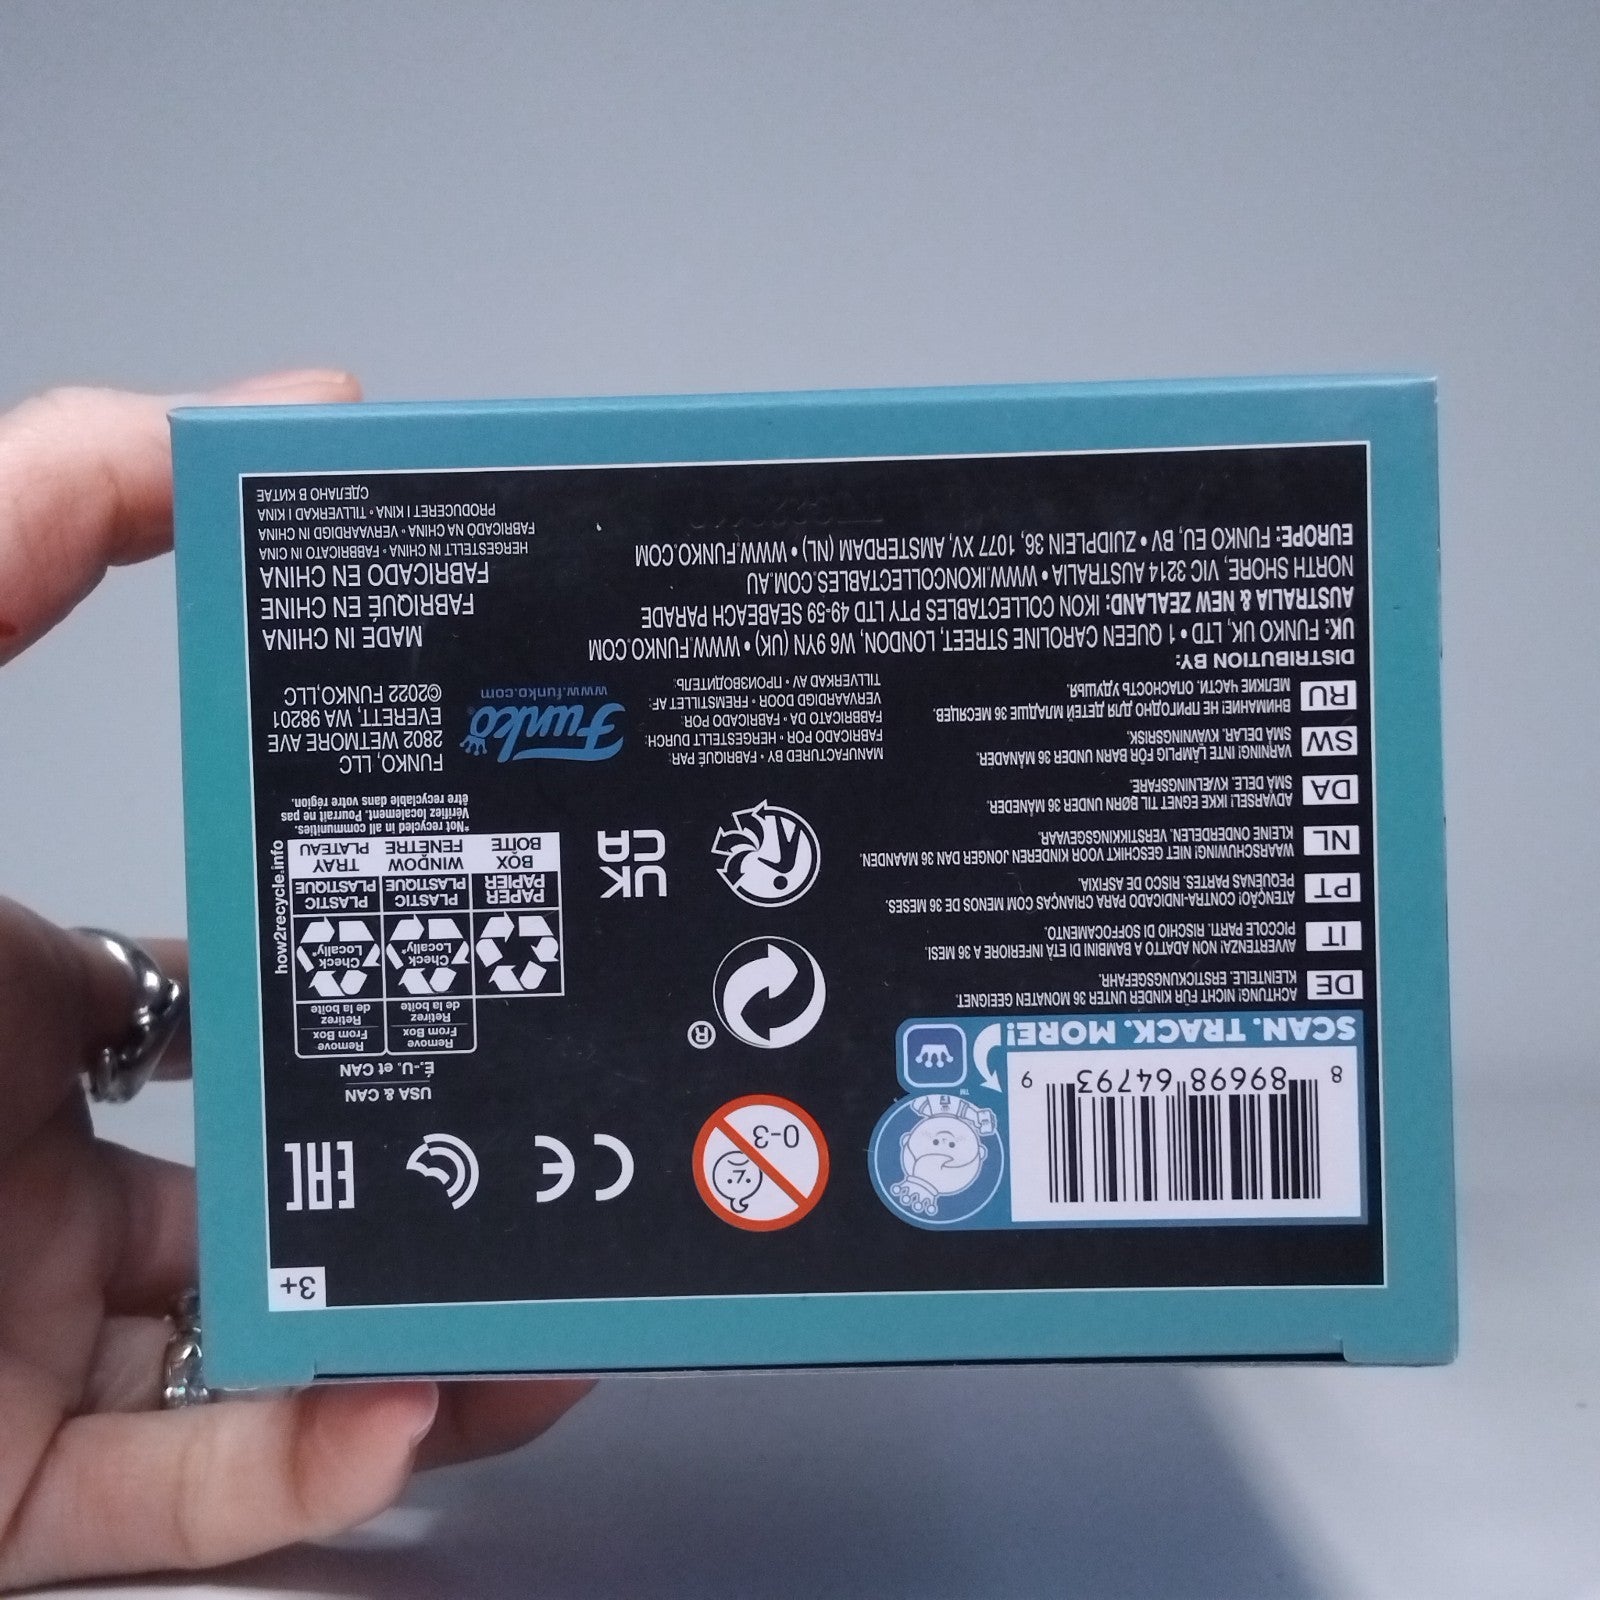 3+
8 89698 64793 9
SCAN. TRACK. MORE!
™
0-3
CE
EAC
USA & CAN
É.-U. et CAN
DE
ACHTUNG! NICHT FÜR KINDER UNTER 36 MONATEN GEEIGNET.
KLEINTEILE. ERSTICKUNGSGEFAHR.
IT
AVVERTENZA! NON ADATTO A BAMBINI DI ETÀ INFERIORE A 36 MESI.
PICCOLE PARTI. RISCHIO DI SOFFOCAMENTO.
PT
ATENÇÃO! CONTRA-INDICADO PARA CRIANÇAS COM MENOS DE 36 MESES.
PEQUENAS PARTES. RISCO DE ASFIXIA.
NL
WAARSCHUWING! NIET GESCHIKT VOOR KINDEREN JONGER DAN 36 MAANDEN.
KLEINE ONDERDELEN. VERSTIKKINGSGEVAAR.
DA
ADVARSEL! IKKE EGNET TIL BØRN UNDER 36 MÅNEDER.
SMÅ DELE. KVÆLNINGSFARE.
SW
VARNING! INTE LÄMPLIG FÖR BARN UNDER 36 MÅNADER.
SMÅ DELAR. KVÄVNINGSRISK.
RU
ВНИМАНИЕ! НЕ ПРИГОДНО ДЛЯ ДЕТЕЙ МЛАДШЕ 36 МЕСЯЦЕВ.
МЕЛКИЕ ЧАСТИ. ОПАСНОСТЬ УДУШЬЯ.
®
UK
CA
Remove
From Box
Retirez
de la boîte
Remove
From Box
Retirez
de la boîte
Check
Locally*
Check
Locally*
PAPER
PAPIER
PLASTIC
PLASTIQUE
PLASTIC
PLASTIQUE
BOX
BOÎTE
WINDOW
FENÊTRE
TRAY
PLATEAU
how2recycle.info
*Not recycled in all communities.
Vérifiez localement. Pourrait ne pas
être recyclable dans votre région.
MANUFACTURED BY • FABRIQUÉ PAR:
FABRICADO POR • HERGESTELLT DURCH:
FABBRICATO DA • FABRICADO POR:
VERVAARDIGD DOOR • FREMSTILLET AF:
TILLVERKAD AV • ПРОИЗВОДИТЕЛЬ:
Funko®
www.funko.com
FUNKO, LLC
2802 WETMORE AVE
EVERETT, WA 98201
©2022 FUNKO,LLC
DISTRIBUTION BY:
UK: FUNKO UK, LTD • 1 QUEEN CAROLINE STREET, LONDON, W6 9YN (UK) • WWW.FUNKO.COM
AUSTRALIA & NEW ZEALAND: IKON COLLECTABLES PTY LTD 49-59 SEABEACH PARADE
NORTH SHORE, VIC 3214 AUSTRALIA • WWW.IKONCOLLECTABLES.COM.AU
EUROPE: FUNKO EU, BV • ZUIDPLEIN 36, 1077 XV, AMSTERDAM (NL) • WWW.FUNKO.COM
MADE IN CHINA
FABRIQUÉ EN CHINE
FABRICADO EN CHINA
HERGESTELLT IN CHINA • FABBRICATO IN CINA
FABRICADO NA CHINA • VERVAARDIGD IN CHINA
PRODUCERET I KINA • TILLVERKAD I KINA
СДЕЛАНО В КИТАЕ